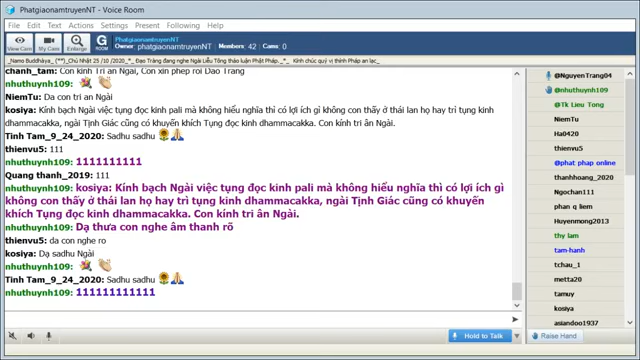 PhatgiaonamtruyenNT - Voice Room
File Edit Text Actions Settings Present Following Help
View Cam
My Cam
Enlarge
G
ROOM
PhatgiaonamtruyenNT
Owner: phatgiaonamtruyen Members: 42 Cams: 0
_Namo Buddhāya_ (Chủ Nhật 25 /10 /2020_* Đạo Tràng đang nghe Ngài Liễu Tông thảo luận Phật Pháp._*_ Kính chúc quý vị thính Pháp an lạc_
chanh_tam: Con kính Tri ân Ngài, Con xin phép rời Đạo Tràng
nhuthuynh109:
NiemTu: Da con tri an Ngài
kosiya: Kính bạch Ngài việc tụng đọc kinh pali mà không hiểu nghĩa thì có lợi ích gì không con thấy ở thái lan họ hay trì tụng kinh
dhammacakka, ngài Tịnh Giác cũng có khuyến khích Tụng đọc kinh dhammacakka. Con kính tri ân Ngài.
Tinh Tam_9_24_2020: Sadhu sadhu
thienvu5: 111
nhuthuynh109: 1111111111
Quang thanh_2019: 111
nhuthuynh109: kosiya: Kính bạch Ngài việc tụng đọc kinh pali mà không hiểu nghĩa thì có lợi ích gì
không con thấy ở thái lan họ hay trì tụng kinh dhammacakka, ngài Tịnh Giác cũng có khuyến
khích Tụng đọc kinh dhammacakka. Con kính tri ân Ngài.
nhuthuynh109: Dạ thưa con nghe âm thanh rõ
thienvu5: da con nghe ro
kosiya: Dạ sadhu Ngài
nhuthuynh109:
Tinh Tam_9_24_2020: Sadhu sadhu
nhuthuynh109: 111111111111
@NguyenTrang04
@nhuthuynh109
@Tk Lieu Tong
NiemTu
Ha0420
thienvu5
@phat phap online
thanhhoang_2020
Ngochan111
phan q liem
Huyenmong2013
thy lam
tam-hanh
tchau_1
metta20
tamuy
kosiya
asiandoo1937
Hold to Talk
Raise Hand